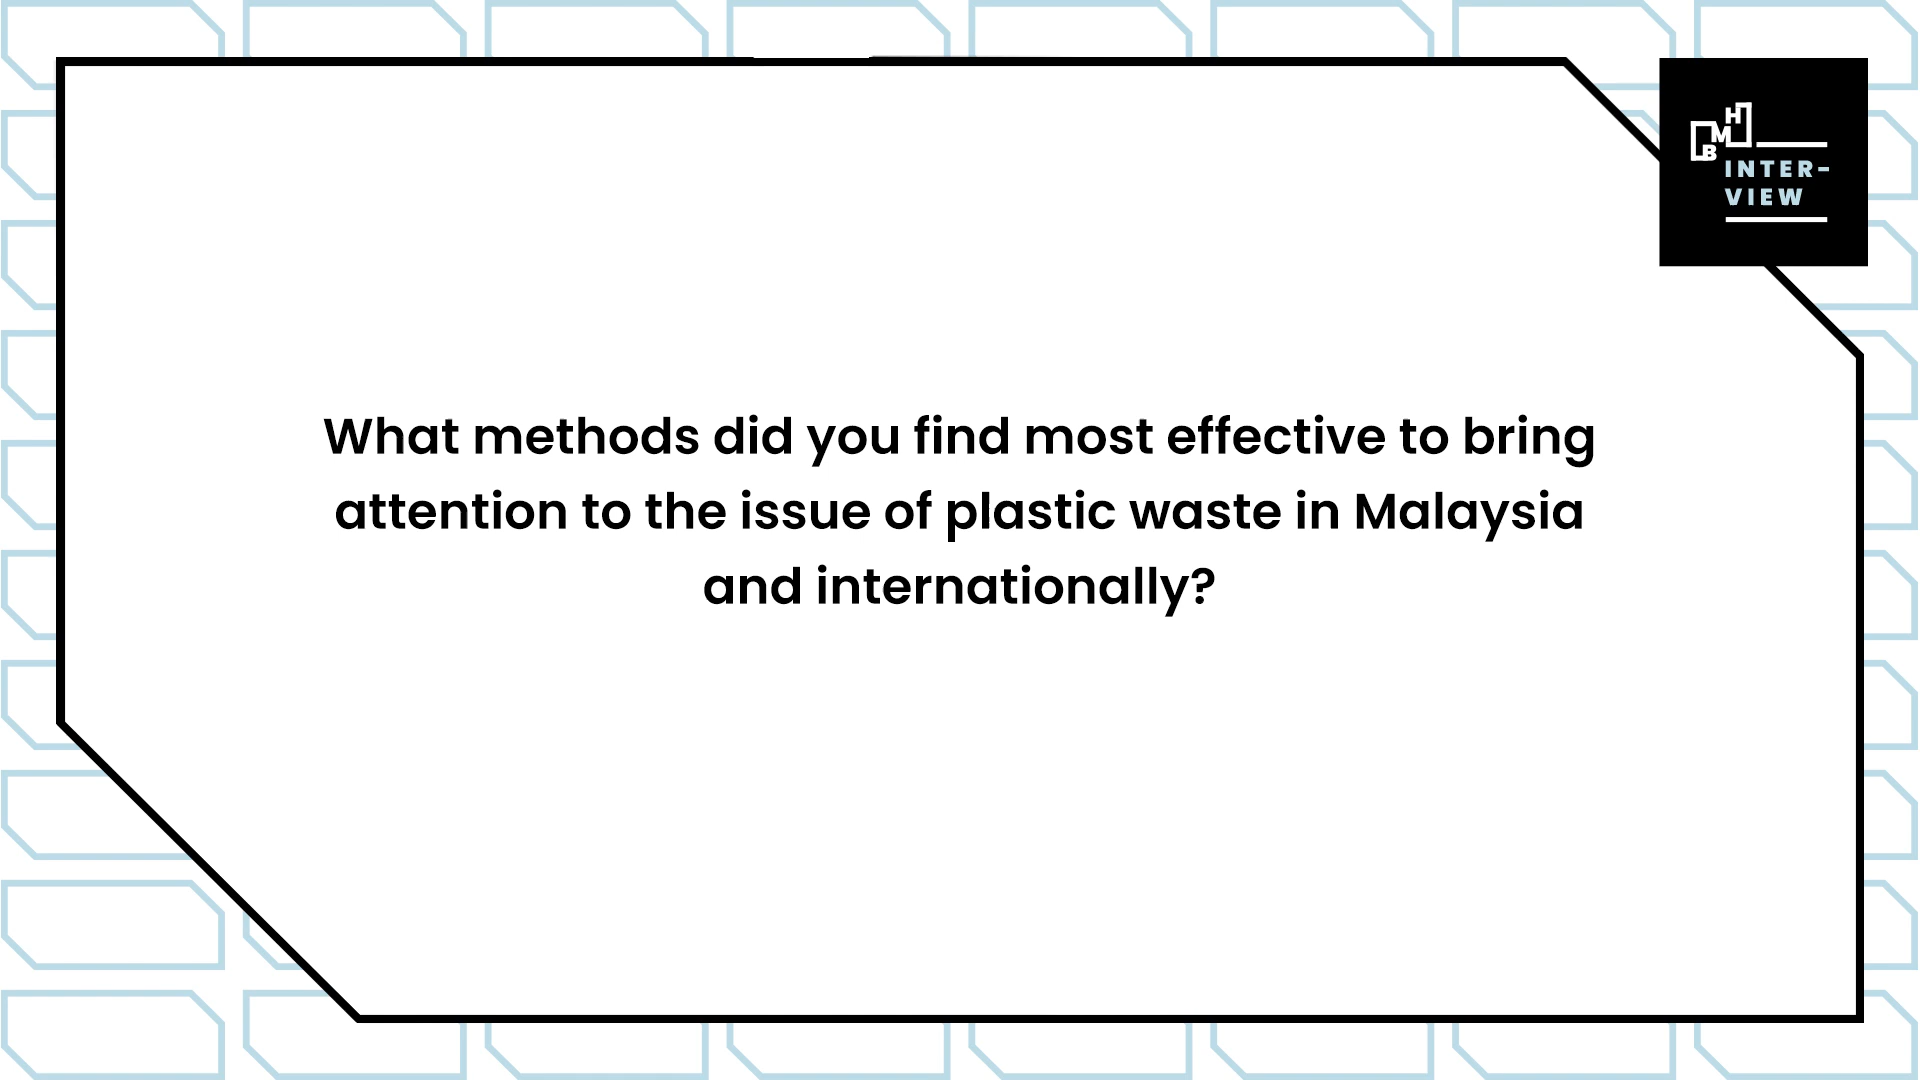 H
M
B
INTER-
VIEW
What methods did you find most effective to bring
attention to the issue of plastic waste in Malaysia
and internationally?